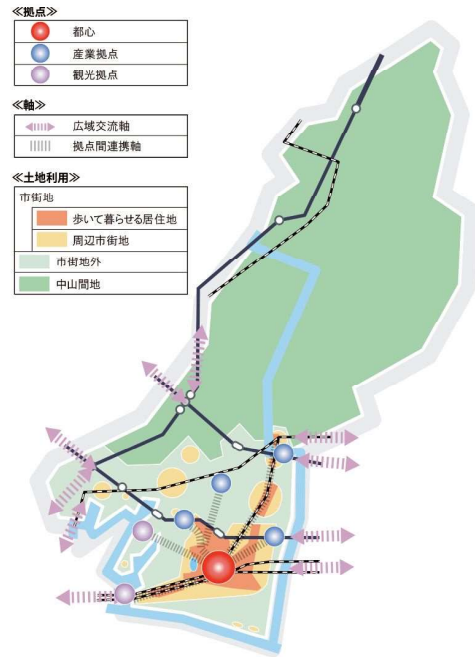 ≪拠点≫
都心
産業拠点
観光拠点
≪軸≫
広域交流軸
拠点間連携軸
≪土地利用≫
市街地
歩いて暮らせる居住地
周辺市街地
市街地外
中山間地